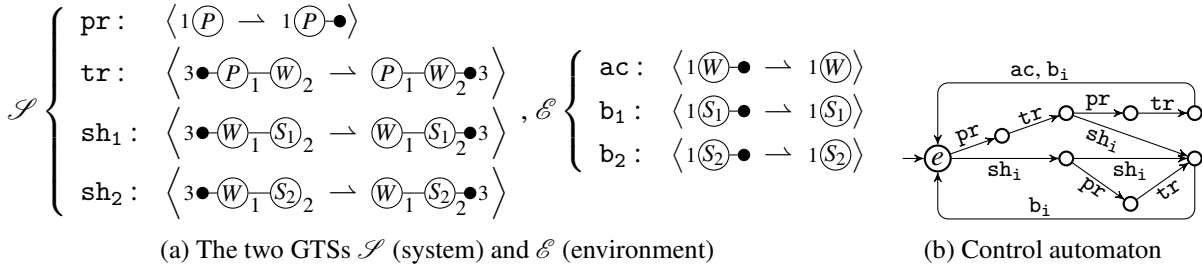 𝒮
pr: ⟨ 1 P ⇀ 1 P ⟩
tr: ⟨ 3 P 1 W 2 ⇀ P 1 W 2 3 ⟩
sh₁: ⟨ 3 W 1 S₁ 2 ⇀ W 1 S₁ 2 3 ⟩
sh₂: ⟨ 3 W 1 S₂ 2 ⇀ W 1 S₂ 2 3 ⟩
, ℰ
ac: ⟨ 1 W ⇀ 1 W ⟩
b₁: ⟨ 1 S₁ ⇀ 1 S₁ ⟩
b₂: ⟨ 1 S₂ ⇀ 1 S₂ ⟩
(a) The two GTSs 𝒮 (system) and ℰ (environment)
ac, bᵢ
pr tr pr tr
shᵢ
e
shᵢ shᵢ
pr tr
bᵢ
(b) Control automaton